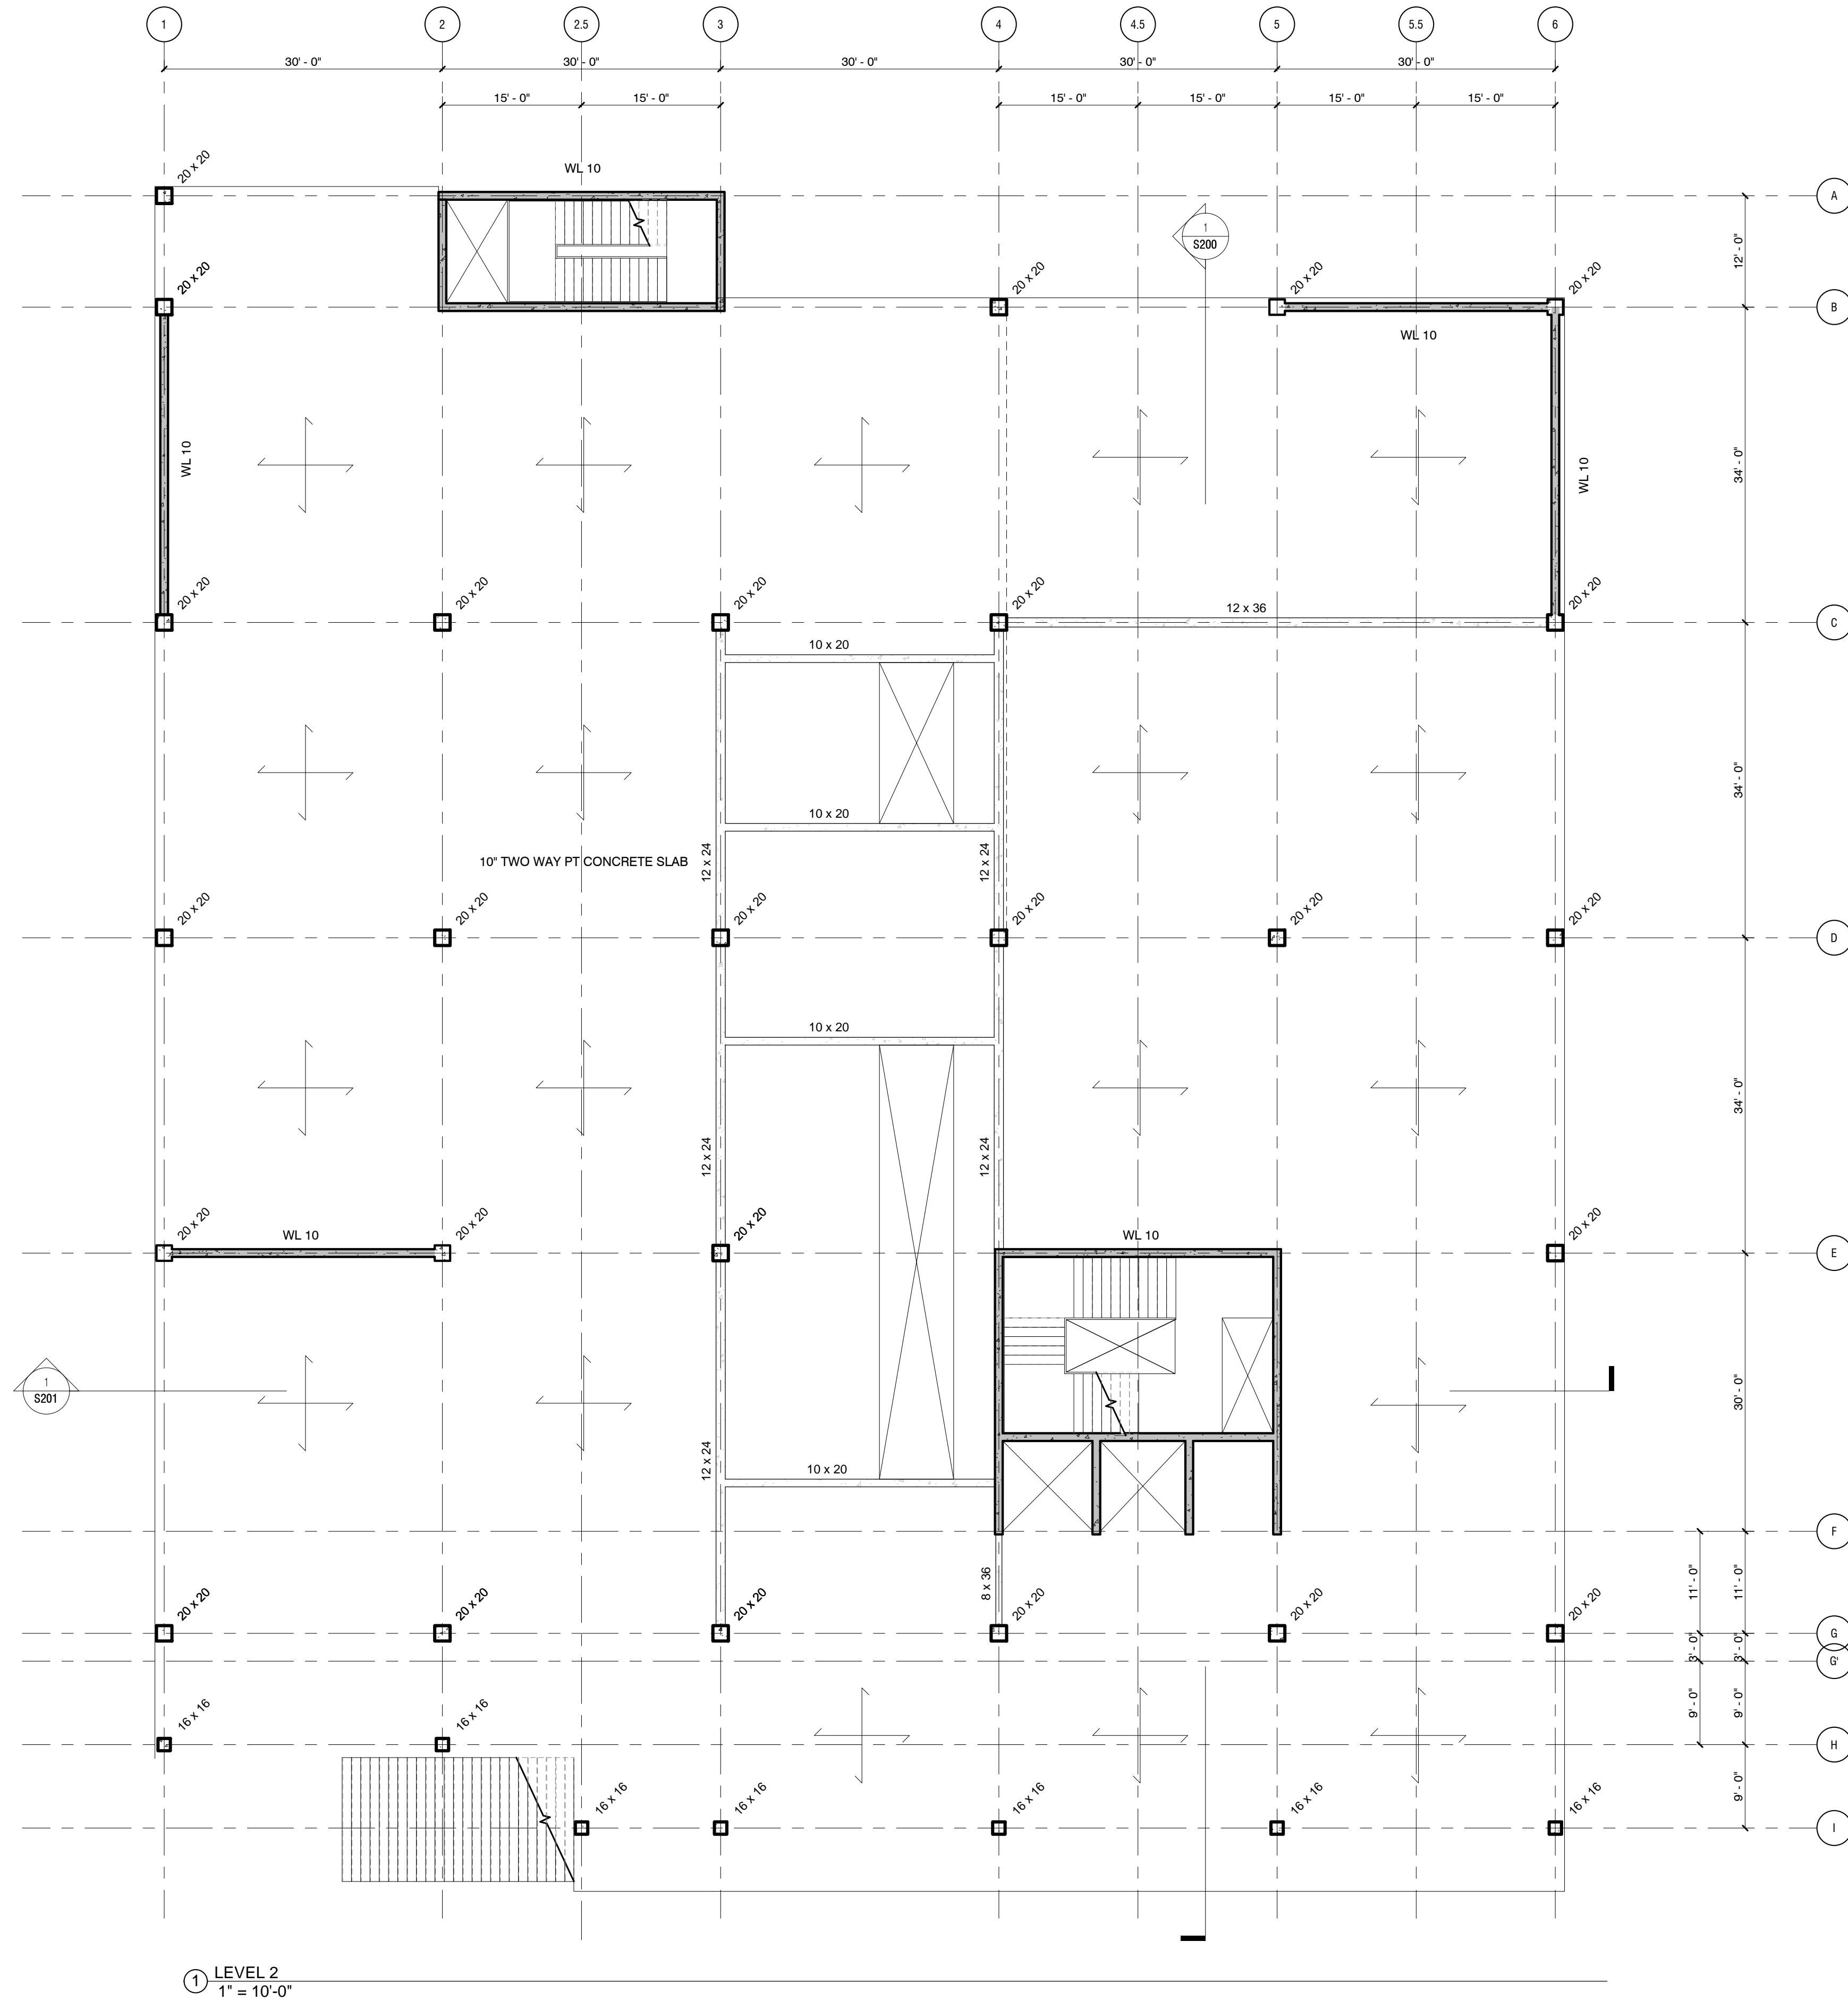 1 2 2.5 3 4 4.5 5 5.5 6
30' - 0" 30' - 0" 30' - 0" 30' - 0" 30' - 0"
15' - 0" 15' - 0" 15' - 0" 15' - 0" 15' - 0" 15' - 0"
20 x 20
WL 10
A
12' - 0"
1
S200
20 x 20
20 x 20
20 x 20
20 x 20
B
WL 10
WL 10
WL 10
34' - 0"
20 x 20
20 x 20
20 x 20
20 x 20
12 x 36
20 x 20
C
10 x 20
34' - 0"
10 x 20
10" TWO WAY PT CONCRETE SLAB
12 x 24
12 x 24
20 x 20
20 x 20
20 x 20
20 x 20
20 x 20
20 x 20
D
10 x 20
34' - 0"
12 x 24
12 x 24
20 x 20
WL 10
20 x 20
20 x 20
WL 10
20 x 20
E
1
S201
30' - 0"
12 x 24
10 x 20
F
8 x 36
11' - 0"
11' - 0"
20 x 20
20 x 20
20 x 20
20 x 20
20 x 20
20 x 20
G
3' - 0"
3' - 0"
G'
16 x 16
16 x 16
9' - 0"
9' - 0"
H
16 x 16
16 x 16
16 x 16
16 x 16
16 x 16
9' - 0"
I
1
LEVEL 2
1" = 10'-0"